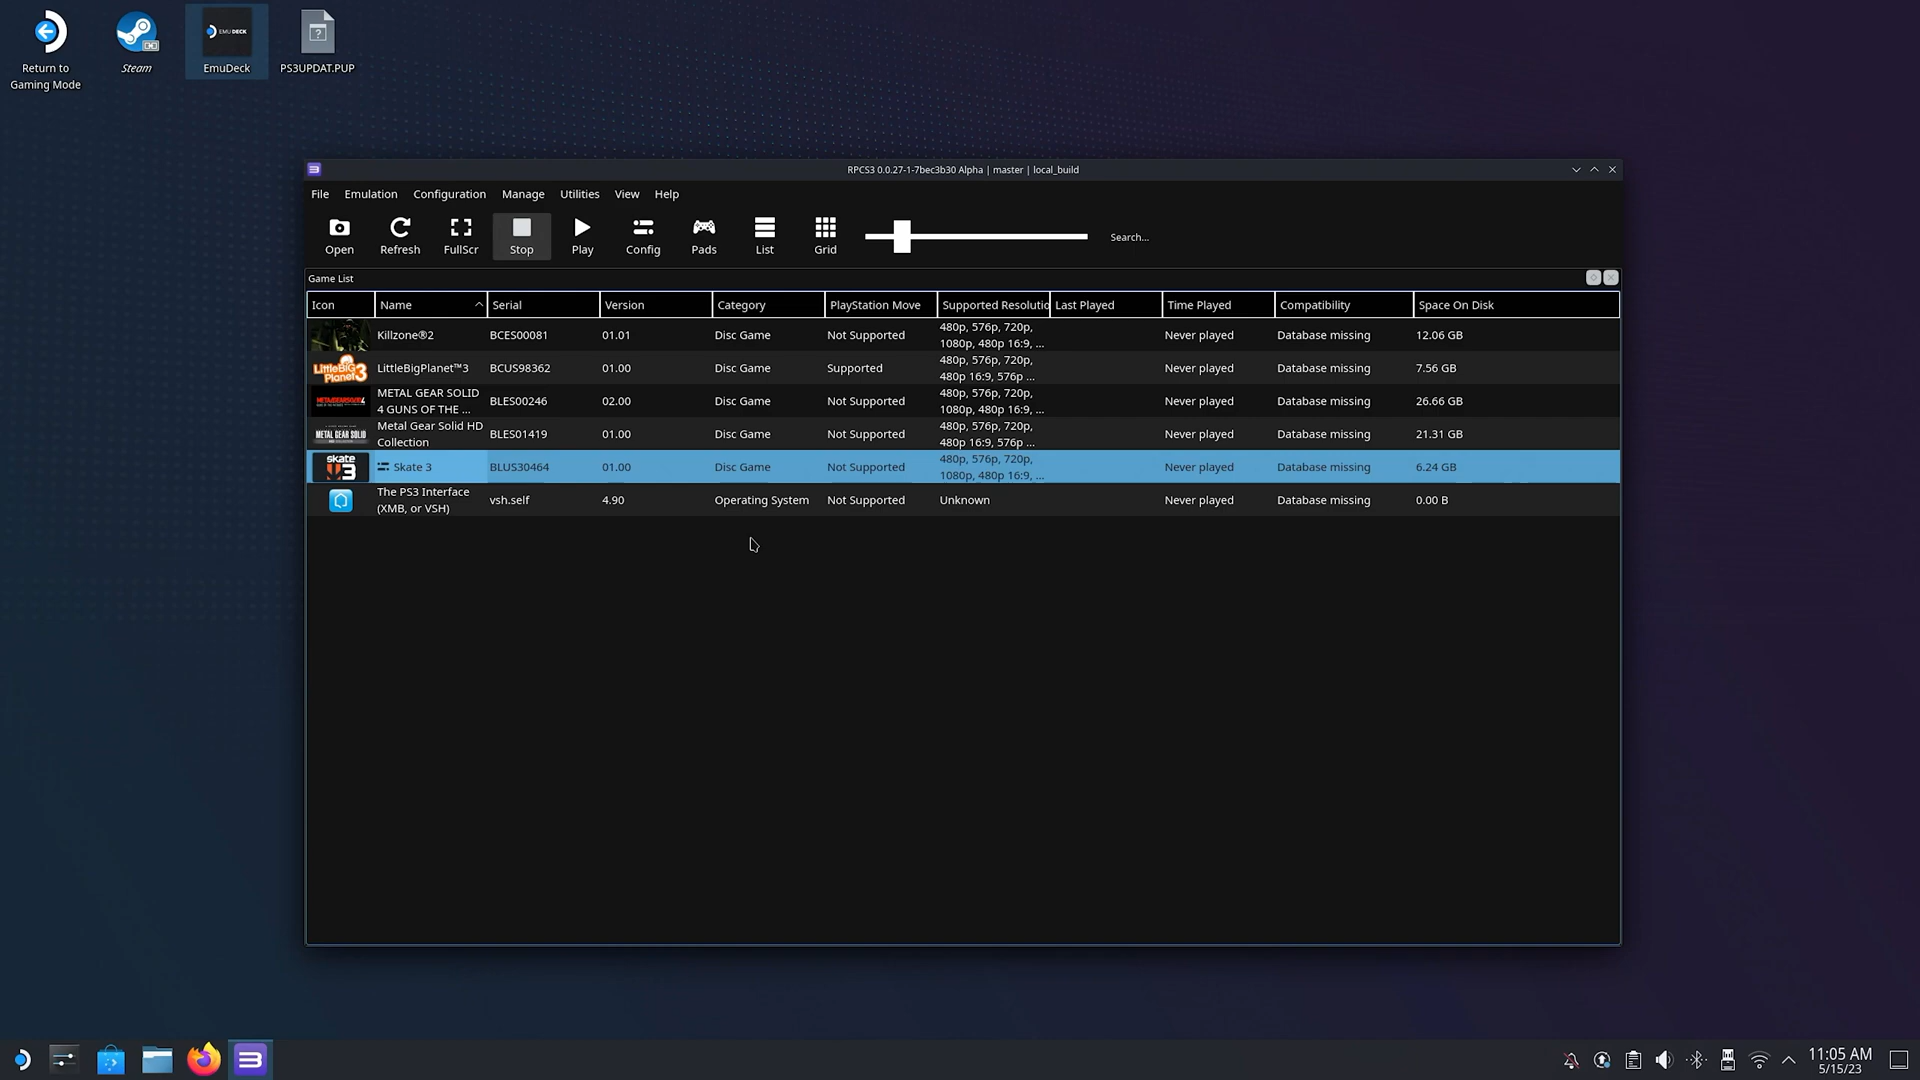 Return to
Gaming Mode
Steam
EMU DECK
EmuDeck
PS3UPDAT.PUP
RPCS3 0.0.27-1-7bec3b30 Alpha | master | local_build
File Emulation Configuration Manage Utilities View Help
Open Refresh FullScr Stop Play Config Pads List Grid Search...
Game List
Icon Name Serial Version Category PlayStation Move Supported Resolutio Last Played Time Played Compatibility Space On Disk
Killzone®2 BCES00081 01.01 Disc Game Not Supported 480p, 576p, 720p, Never played Database missing 12.06 GB
1080p, 480p 16:9, ...
LittleBIG Planet 3
LittleBigPlanet™3 BCUS98362 01.00 Disc Game Supported 480p, 576p, 720p, Never played Database missing 7.56 GB
480p 16:9, 576p ...
METAL GEAR SOLID BLES00246 02.00 Disc Game Not Supported 480p, 576p, 720p, Never played Database missing 26.66 GB
4 GUNS OF THE ... 1080p, 480p 16:9, ...
METAL GEAR SOLID
Metal Gear Solid HD BLES01419 01.00 Disc Game Not Supported 480p, 576p, 720p, Never played Database missing 21.31 GB
Collection 480p 16:9, 576p ...
skate 3
Skate 3 BLUS30464 01.00 Disc Game Not Supported 480p, 576p, 720p, Never played Database missing 6.24 GB
1080p, 480p 16:9, ...
The PS3 Interface vsh.self 4.90 Operating System Not Supported Unknown Never played Database missing 0.00 B
(XMB, or VSH)
11:05 AM
5/15/23